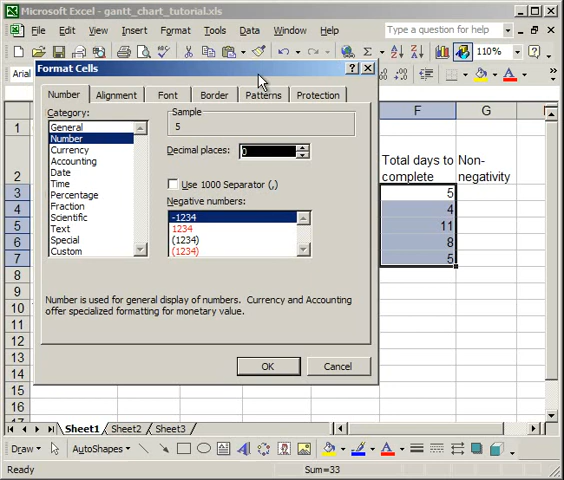 Microsoft Excel - gantt_chart_tutorial.xls
File Edit View Insert Format Tools Data Window Help
110%
Arial
Format Cells
Number Alignment Font Border Patterns Protection
Category:
General
Number
Currency
Accounting
Date
Time
Percentage
Fraction
Scientific
Text
Special
Custom
Sample
5
Decimal places: 0
Use 1000 Separator (,)
Negative numbers:
-1234
1234
(1234)
(1234)
Number is used for general display of numbers. Currency and Accounting
offer specialized formatting for monetary value.
OK Cancel
F G
1
2 Total days to complete Non-negativity
3 5
4 4
5 11
6 8
7 5
8
9
10
11
12
13
14
15
16
17
Sheet1 Sheet2 Sheet3
Draw AutoShapes
Ready Sum=33